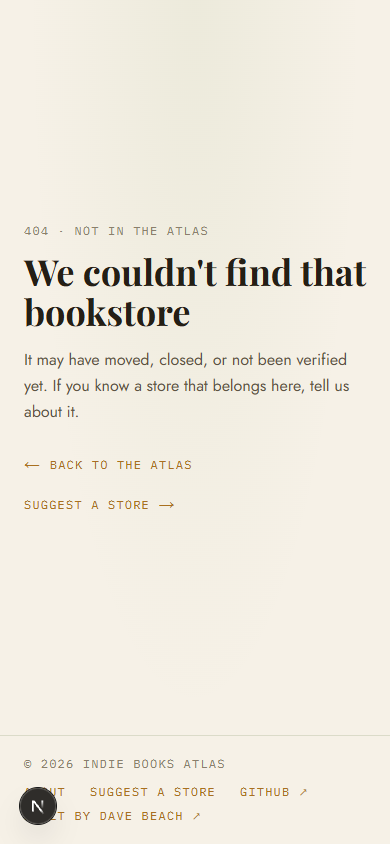 404 · NOT IN THE ATLAS
We couldn't find that
bookstore
It may have moved, closed, or not been verified
yet. If you know a store that belongs here, tell us
about it.
← BACK TO THE ATLAS
SUGGEST A STORE →
© 2026 INDIE BOOKS ATLAS
SUGGEST A STORE GITHUB ↗
N
BY DAVE BEACH ↗